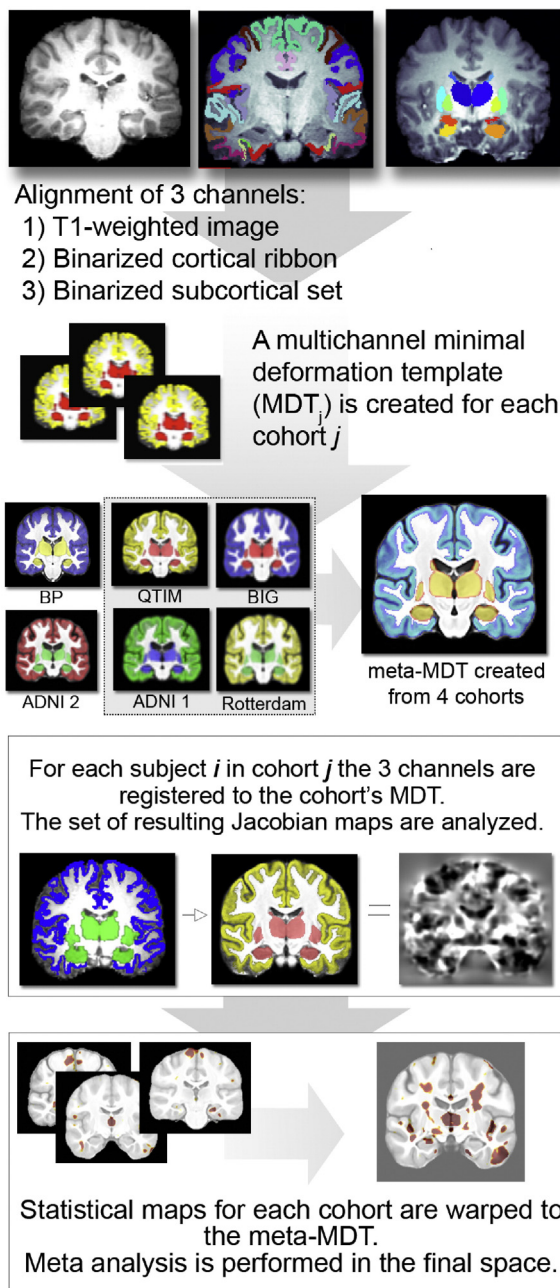 Alignment of 3 channels:
1) T1-weighted image
2) Binarized cortical ribbon
3) Binarized subcortical set
A multichannel minimal
deformation template
(MDTj) is created for each
cohort j
BP
QTIM
BIG
ADNI 2
ADNI 1
Rotterdam
meta-MDT created
from 4 cohorts
For each subject i in cohort j the 3 channels are
registered to the cohort's MDT.
The set of resulting Jacobian maps are analyzed.
Statistical maps for each cohort are warped to
the meta-MDT.
Meta analysis is performed in the final space.